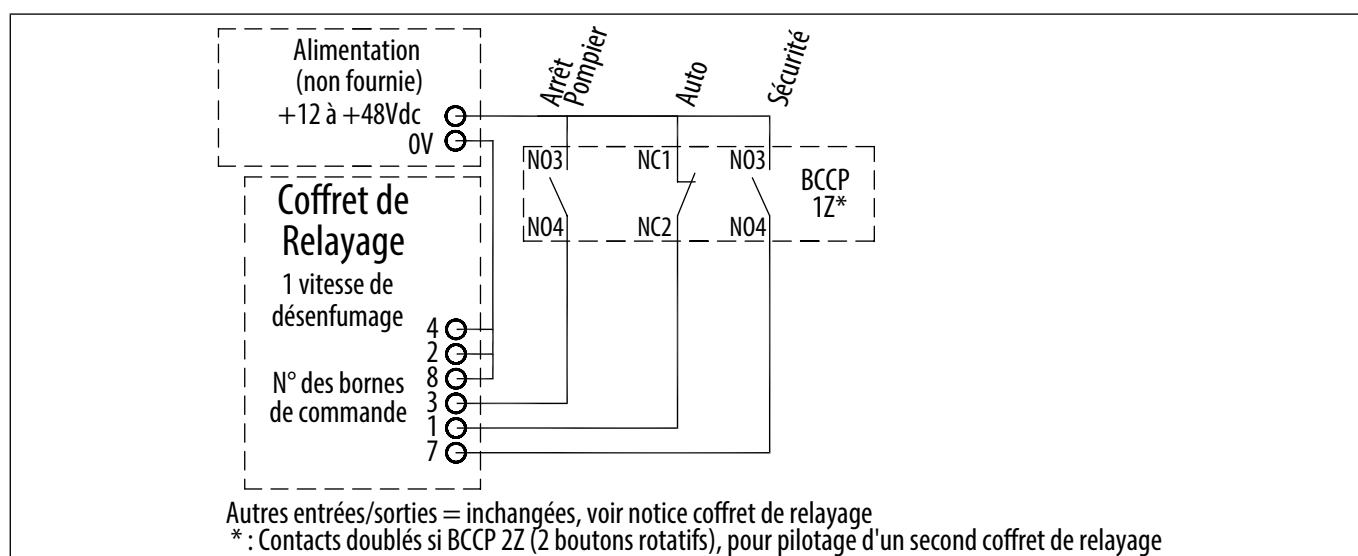 Alimentation
(non fournie)
+12 à +48Vdc
0V
Arrêt
Pompier
Auto
Sécurité
NO3
NC1
NO3
BCCP
1Z*
NO4
NC2
NO4
Coffret de
Relayage
1 vitesse de
désenfumage
N° des bornes
de commande
4
2
8
3
1
7
Autres entrées/sorties = inchangées, voir notice coffret de relayage
* : Contacts doublés si BCCP 2Z (2 boutons rotatifs), pour pilotage d'un second coffret de relayage